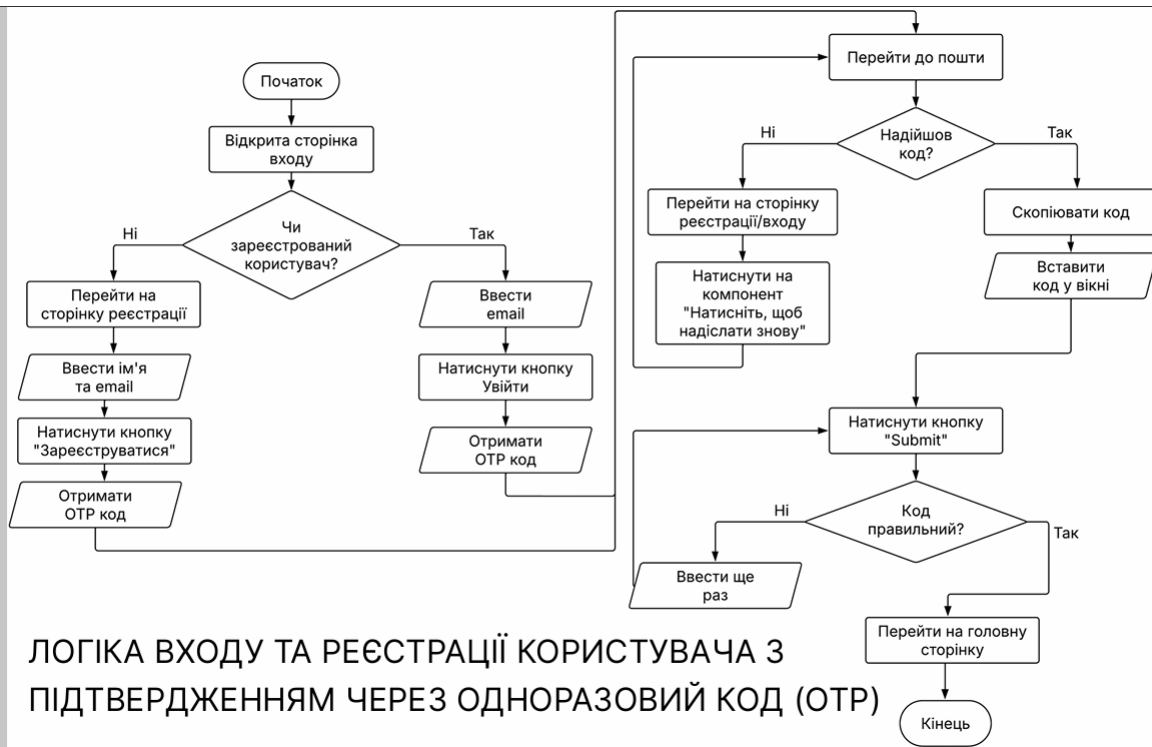 Початок
Відкрита сторінка
входу
Чи
зареєстрований
користувач?
Ні
Так
Перейти на
сторінку реєстрації
Ввести ім'я
та email
Натиснути кнопку
"Зареєструватися"
Отримати
OTP код
Ввести
email
Натиснути кнопку
Увійти
Отримати
OTP код
Перейти до пошти
Надійшов
код?
Ні
Так
Перейти на сторінку
реєстрації/входу
Натиснути на
компонент
"Натисніть, щоб
надіслати знову"
Скопіювати код
Вставити
код у вікні
Натиснути кнопку
"Submit"
Код
правильний?
Ні
Так
Ввести ще
раз
Перейти на головну
сторінку
Кінець
ЛОГІКА ВХОДУ ТА РЕЄСТРАЦІЇ КОРИСТУВАЧА З
ПІДТВЕРДЖЕННЯМ ЧЕРЕЗ ОДНОРАЗОВИЙ КОД (OTP)